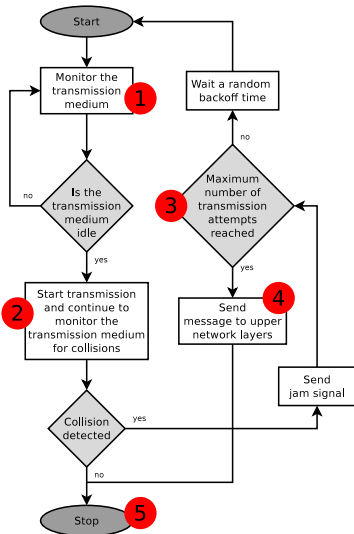 Start
Monitor the
transmission
medium
1
no
Is the
transmission
medium
idle
yes
2
Start transmission
and continue to
monitor the
transmission medium
for collisions
Collision
detected
yes
no
Stop
5
Wait a random
backoff time
no
3
Maximum
number of
transmission
attempts
reached
yes
4
Send
message to upper
network layers
Send
jam signal